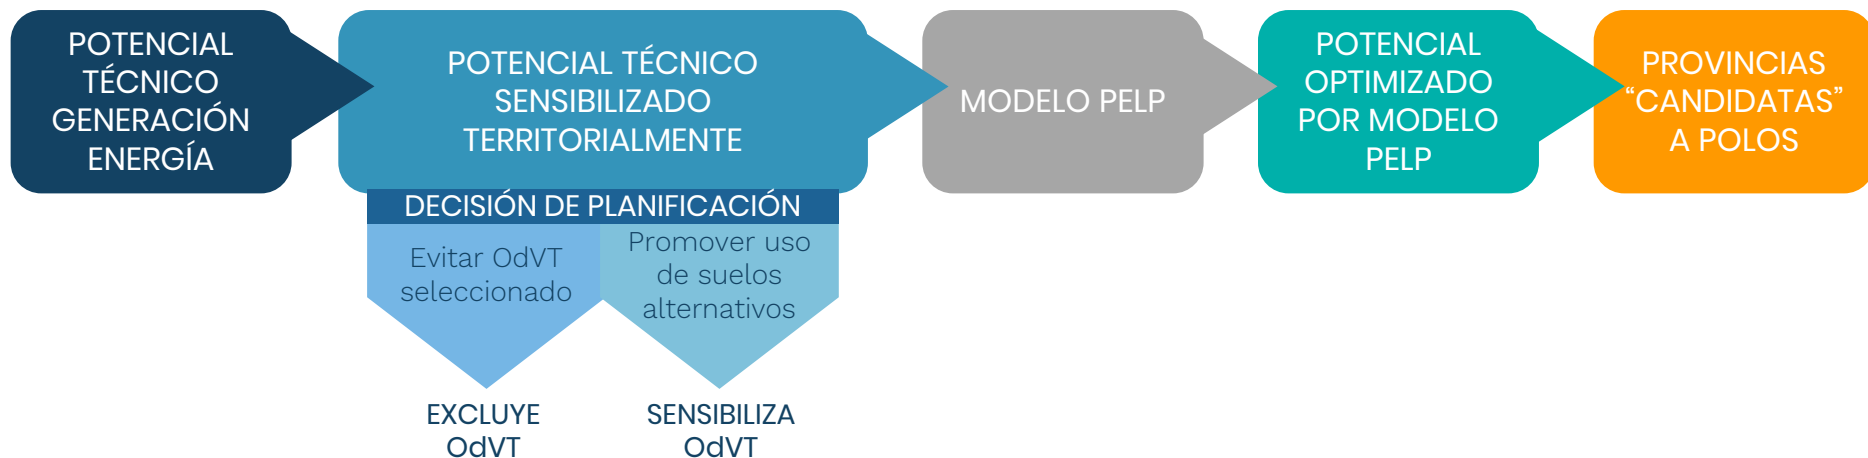 POTENCIAL
TÉCNICO
GENERACIÓN
ENERGÍA
POTENCIAL TÉCNICO
SENSIBILIZADO
TERRITORIALMENTE
DECISIÓN DE PLANIFICACIÓN
Evitar OdVT
seleccionado
Promover uso
de suelos
alternativos
EXCLUYE
OdVT
SENSIBILIZA
OdVT
MODELO PELP
POTENCIAL
OPTIMIZADO
POR MODELO
PELP
PROVINCIAS
“CANDIDATAS”
A POLOS